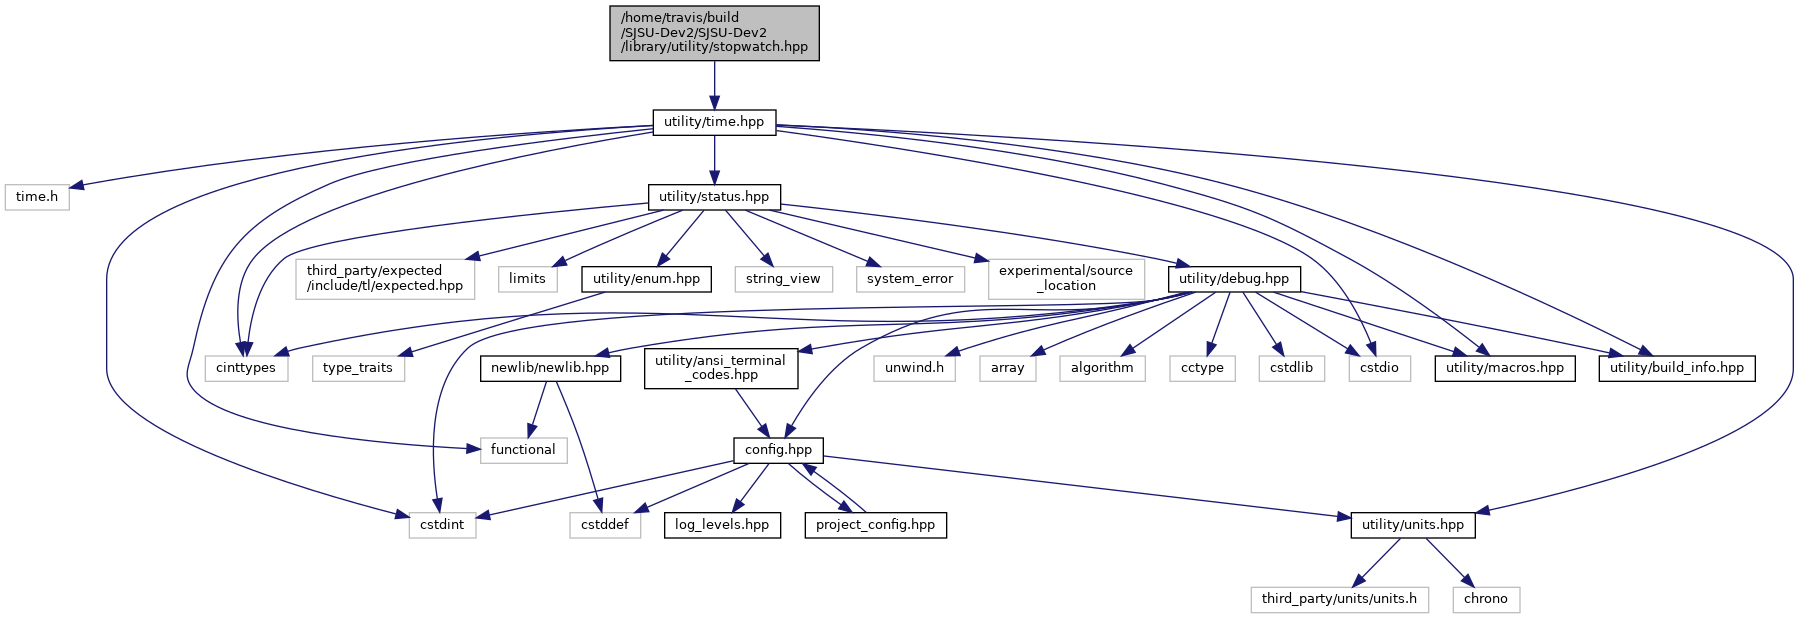 /home/travis/build
/SJSU-Dev2/SJSU-Dev2
/library/utility/stopwatch.hpp
utility/time.hpp
time.h
utility/status.hpp
third_party/expected
/include/tl/expected.hpp
limits
utility/enum.hpp
string_view
system_error
experimental/source
_location
utility/debug.hpp
cinttypes
type_traits
newlib/newlib.hpp
utility/ansi_terminal
_codes.hpp
unwind.h
array
algorithm
cctype
cstdlib
cstdio
utility/macros.hpp
utility/build_info.hpp
functional
config.hpp
cstdint
cstddef
log_levels.hpp
project_config.hpp
utility/units.hpp
third_party/units/units.h
chrono